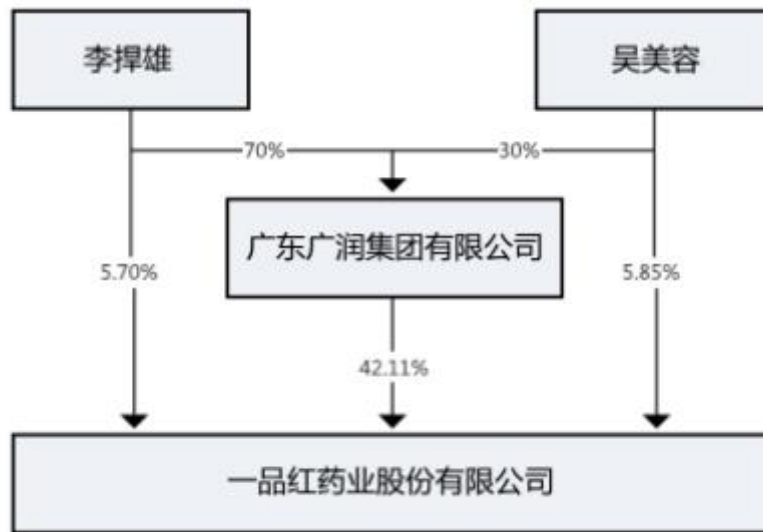 李捍雄
吴美容
70%
30%
广东广润集团有限公司
5.70%
5.85%
42.11%
一品红药业股份有限公司